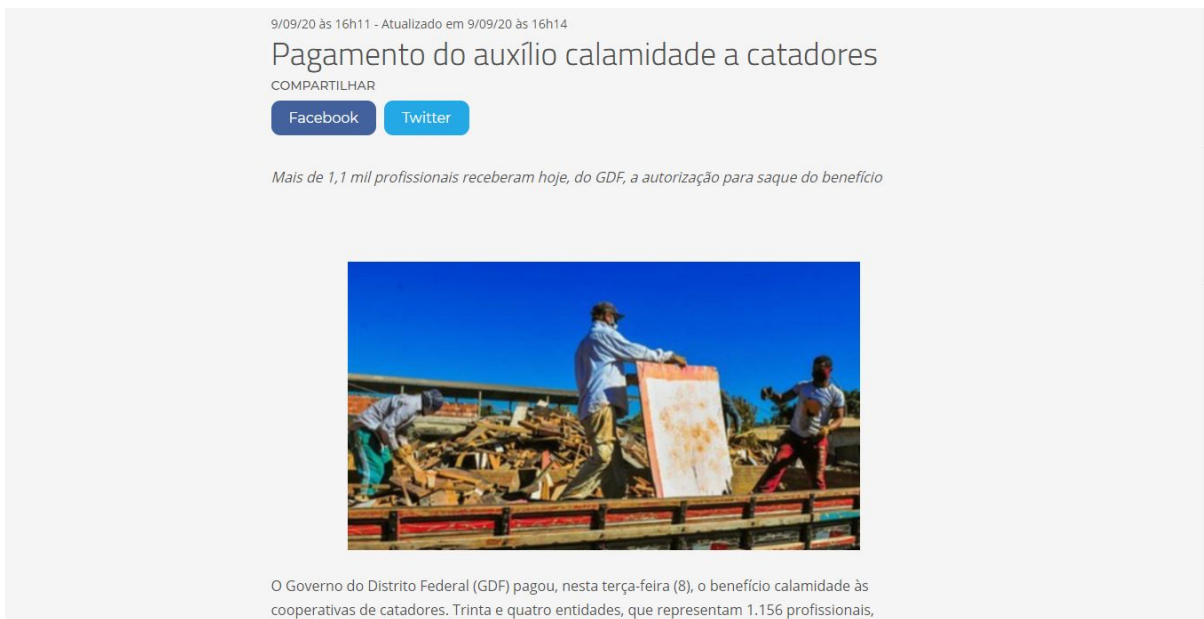 9/09/20 às 16h11 - Atualizado em 9/09/20 às 16h14
Pagamento do auxílio calamidade a catadores
COMPARTILHAR
Facebook
Twitter
Mais de 1,1 mil profissionais receberam hoje, do GDF, a autorização para saque do benefício
O Governo do Distrito Federal (GDF) pagou, nesta terça-feira (8), o benefício calamidade às
cooperativas de catadores. Trinta e quatro entidades, que representam 1.156 profissionais,